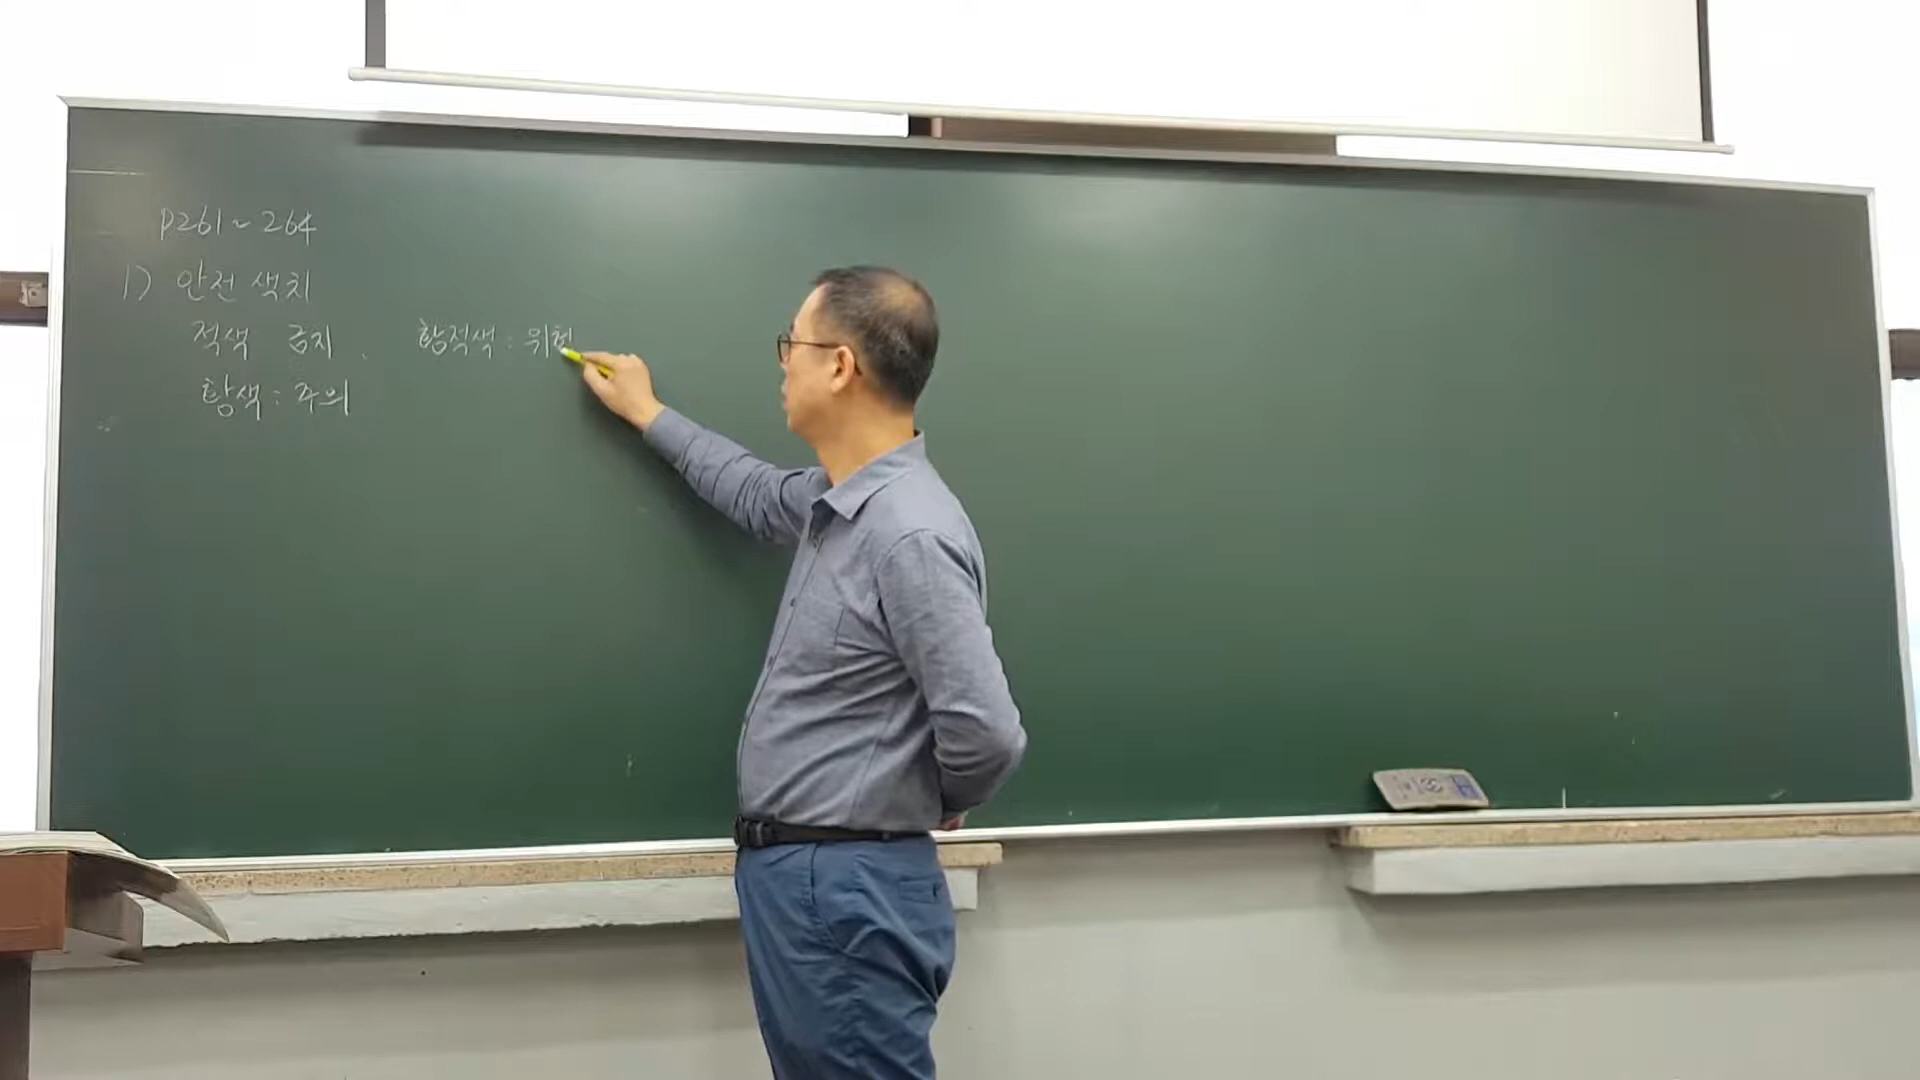 p261~264
1) 안전 색치
적색 금지 , 황적색 : 위험
황색 : 주의